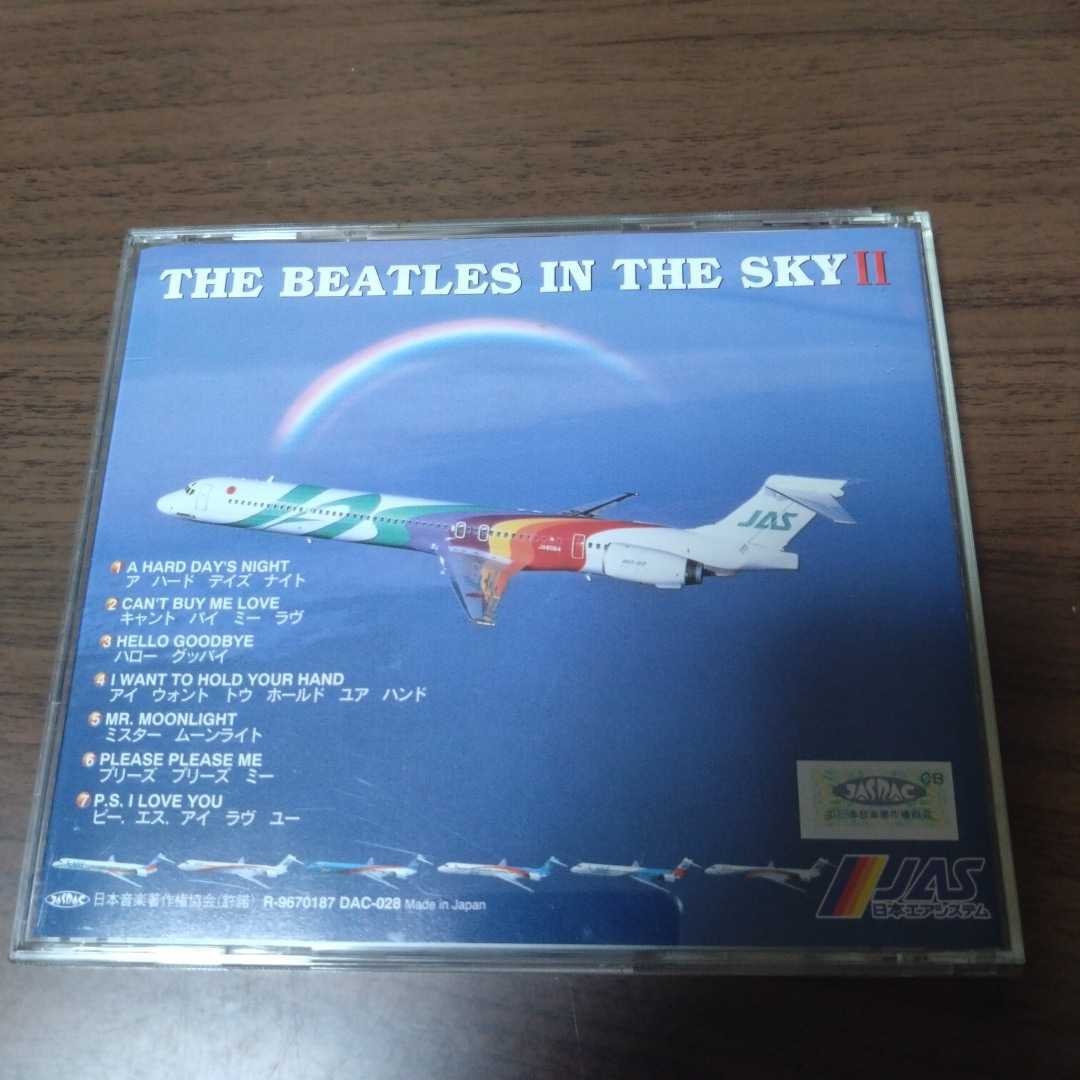 THE BEATLES IN THE SKY II
JAS
1 A HARD DAY'S NIGHT
ア ハード デイズ ナイト
2 CAN'T BUY ME LOVE
キャント バイ ミー ラヴ
3 HELLO GOODBYE
ハロー グッバイ
4 I WANT TO HOLD YOUR HAND
アイ ウォント トウ ホールド ユア ハンド
5 MR. MOONLIGHT
ミスター ムーンライト
6 PLEASE PLEASE ME
プリーズ プリーズ ミー
7 P.S. I LOVE YOU
ピー、エス、アイ ラヴ ユー
CB
JASRAC
JAS
日本エアシステム
JASRAC 日本音楽著作権協会(許諾) R-9670187 DAC-028 Made in Japan